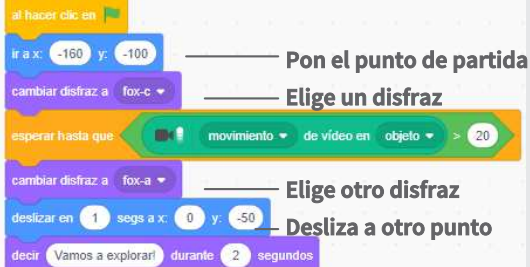 al hacer clic en
ir a x: -160 y: -100
Pon el punto de partida
cambiar disfraz a fox-c
Elige un disfraz
esperar hasta que movimiento de vídeo en objeto > 20
cambiar disfraz a fox-a
Elige otro disfraz
deslizar en 1 segs a x: 0 y: -50
Desliza a otro punto
decir Vamos a explorar! durante 2 segundos